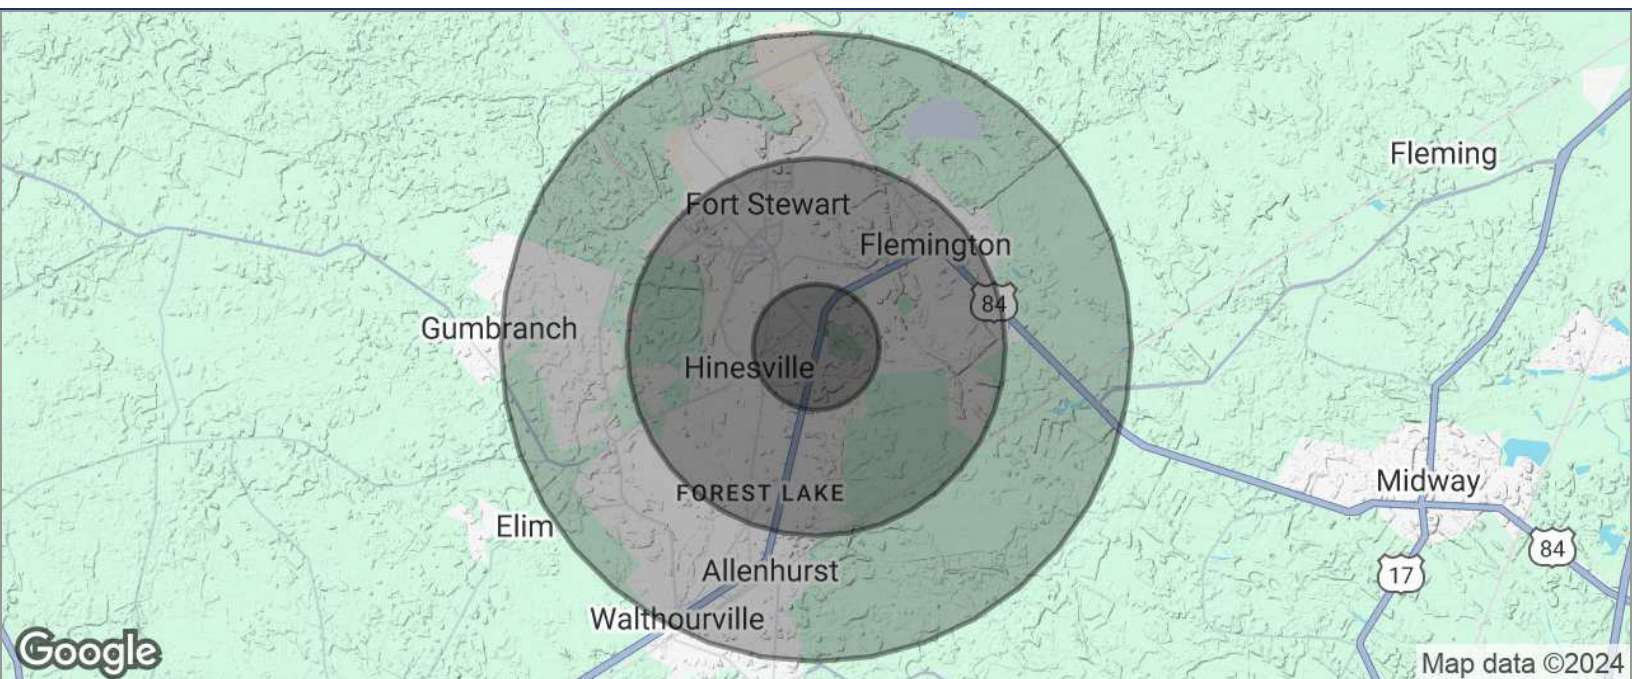 Fleming
Fort Stewart
Flemington
84
Gumbranch
Hinesville
Midway
FOREST LAKE
Elim
84
Allenhurst
17
Walthourville
Google
Map data ©2024